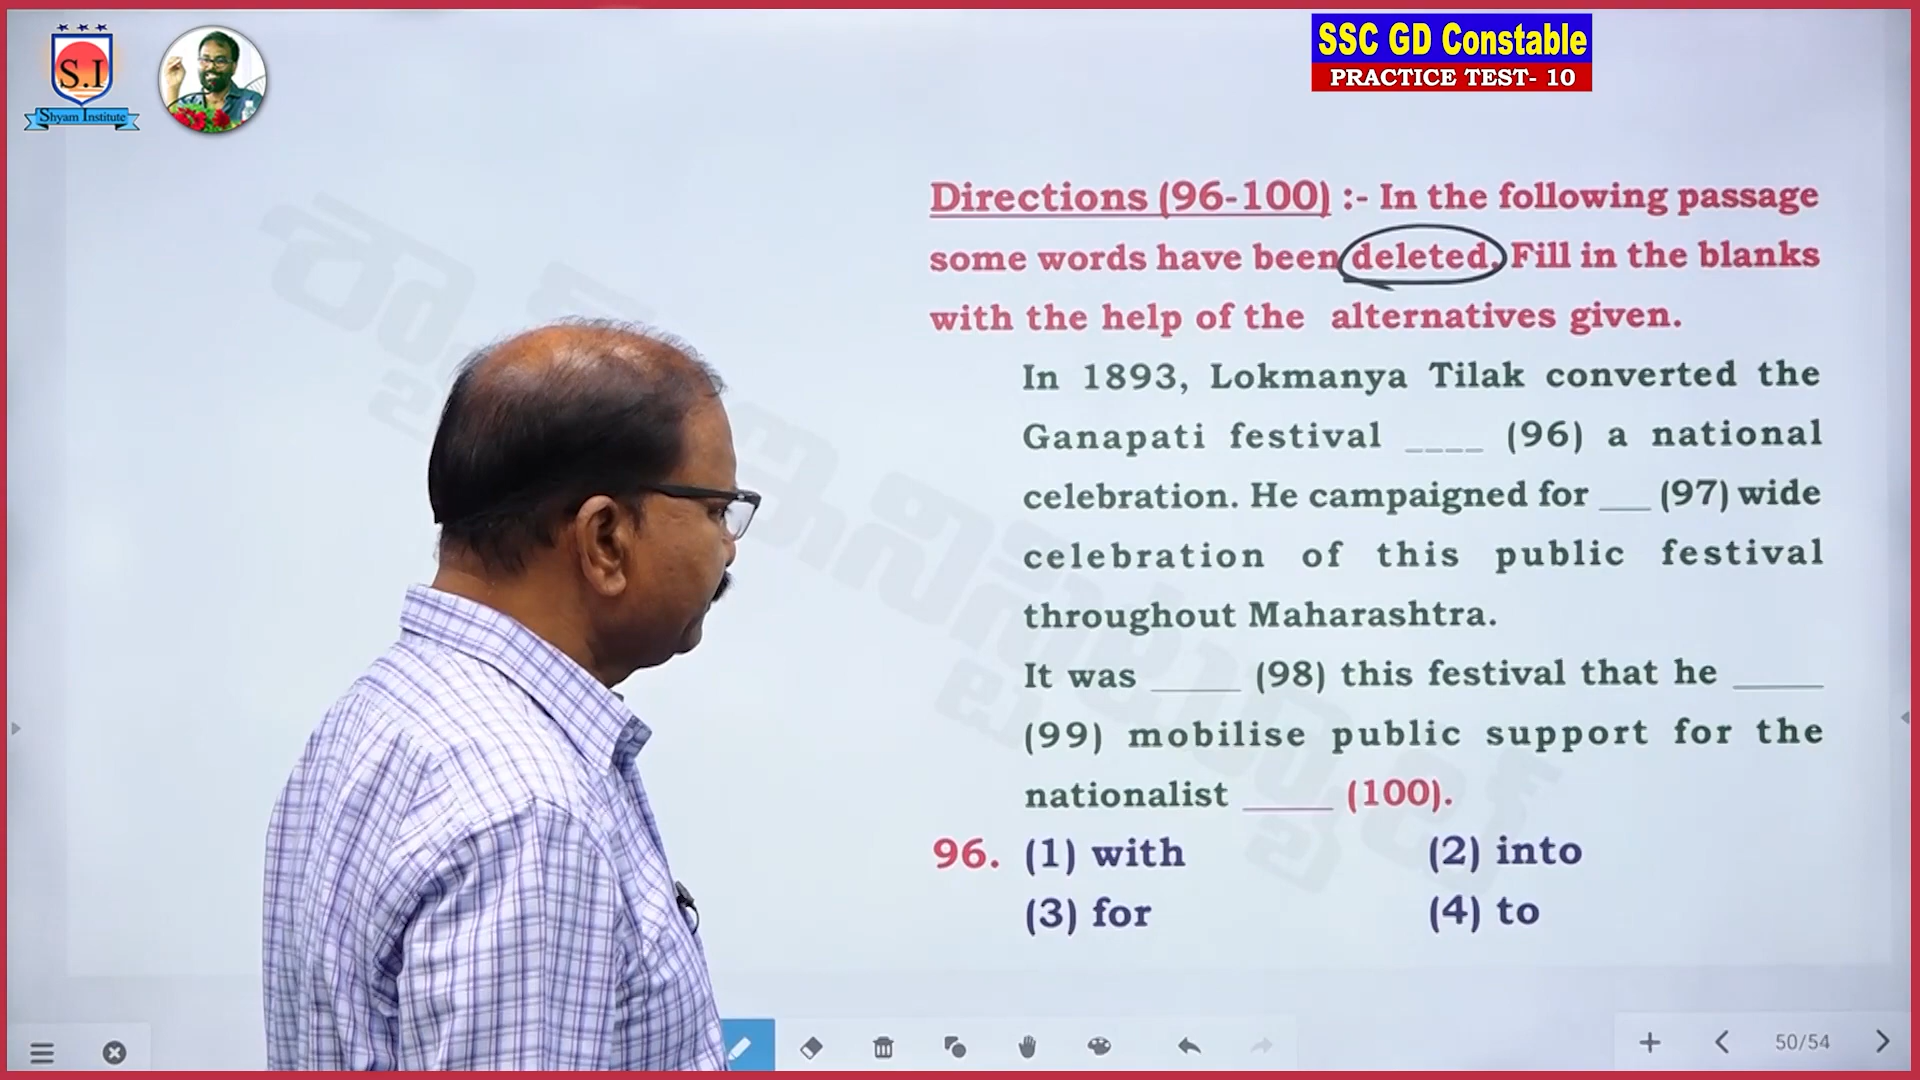 S.I
Shyam Institute
SSC GD Constable
PRACTICE TEST- 10
Directions (96-100) :- In the following passage
some words have been deleted. Fill in the blanks
with the help of the alternatives given.
In 1893, Lokmanya Tilak converted the
Ganapati festival ____ (96) a national
celebration. He campaigned for ___ (97) wide
celebration of this public festival
throughout Maharashtra.
It was _____ (98) this festival that he _____
(99) mobilise public support for the
nationalist _____ (100).
96. (1) with (2) into
(3) for (4) to
50/54